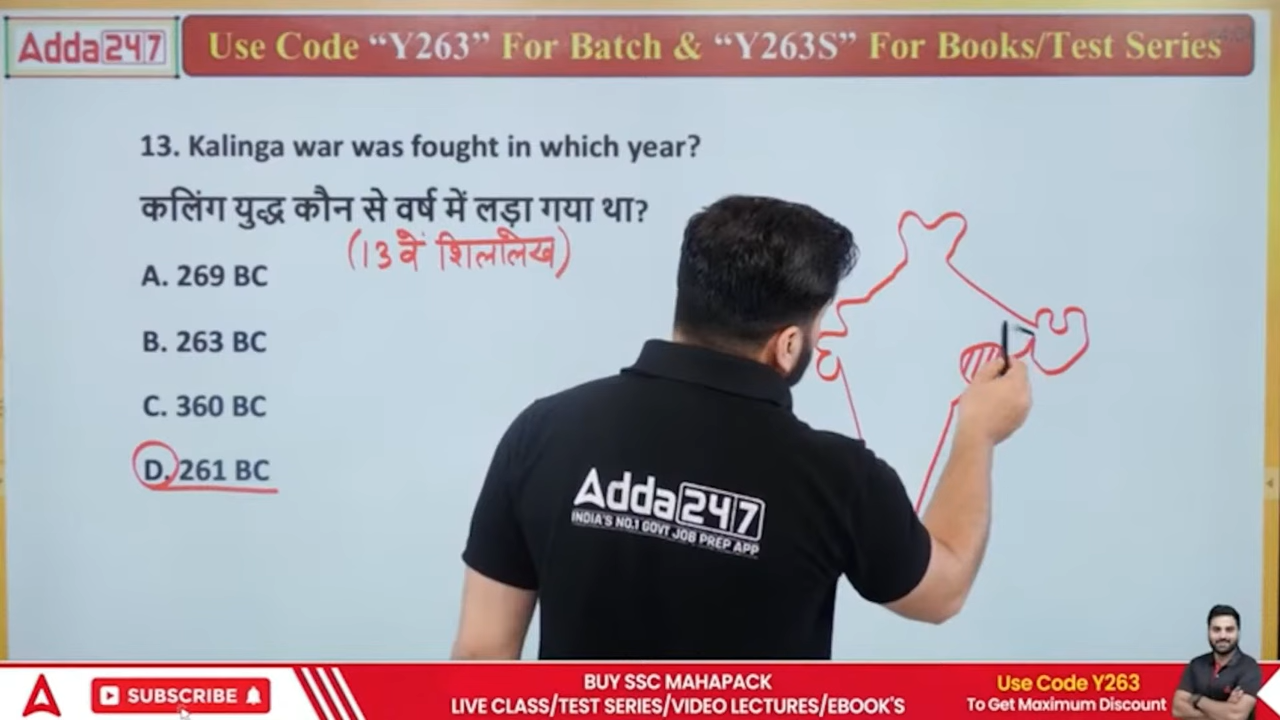 Adda247
Use Code “Y263” For Batch & “Y263S” For Books/Test Series
13. Kalinga war was fought in which year?
कलिंग युद्ध कौन से वर्ष में लड़ा गया था?
(13 वें शिलालेख)
A. 269 BC
B. 263 BC
C. 360 BC
D. 261 BC
Adda247
INDIA'S NO.1 GOVT JOB PREP APP
SUBSCRIBE
BUY SSC MAHAPACK
LIVE CLASS/TEST SERIES/VIDEO LECTURES/EBOOK'S
Use Code Y263
To Get Maximum Discount